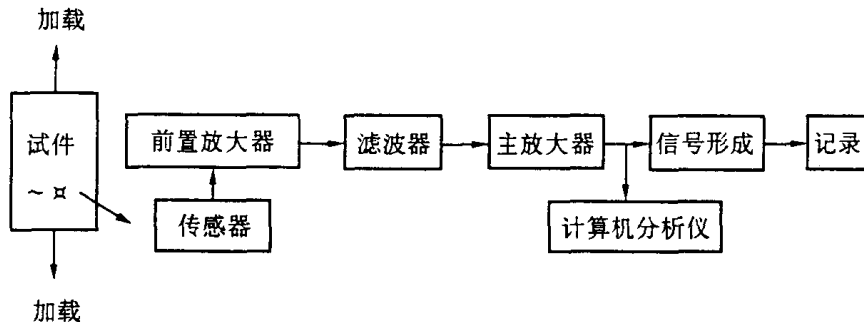 加载
试件
~ ¤
前置放大器
滤波器
主放大器
信号形成
记录
传感器
计算机分析仪
加载